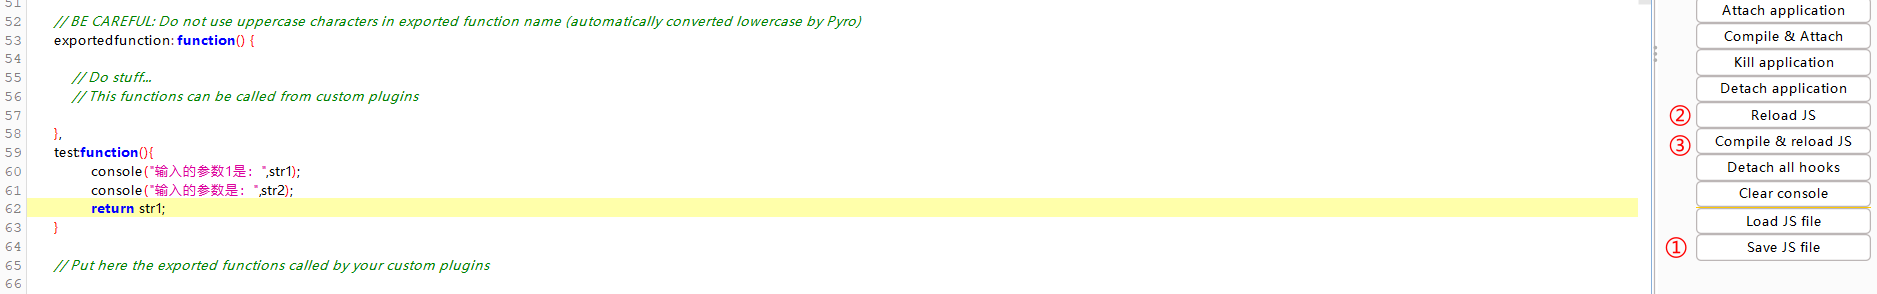 51
52 // BE CAREFUL: Do not use uppercase characters in exported function name (automatically converted lowercase by Pyro)
53 exportedfunction: function() {
54
55 // Do stuff...
56 // This functions can be called from custom plugins
57
58 },
59 test:function(){
60 console("输入的参数1是：",str1);
61 console("输入的参数是：",str2);
62 return str1;
63 }
64
65 // Put here the exported functions called by your custom plugins
66
Attach application
Compile & Attach
Kill application
Detach application
② Reload JS
③ Compile & reload JS
Detach all hooks
Clear console
Load JS file
① Save JS file